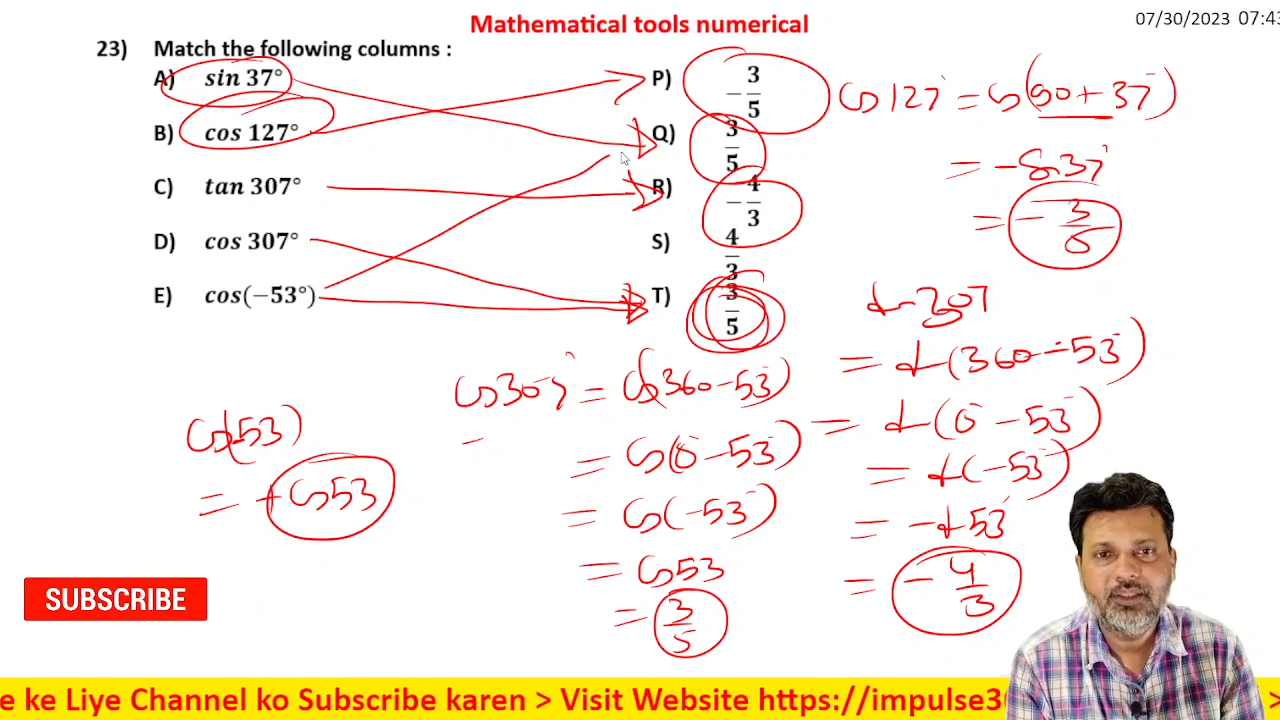 07/30/2023 07:43
Mathematical tools numerical
23) Match the following columns :
A) sin 37° P) -3/5
B) cos 127° Q) 3/5
C) tan 307° R) -4/3
D) cos 307° S) 4/3
E) cos(−53°) T) 3/5
cos 127° = cos(90+37°)
= -sin 37°
= -3/5
tan 307
= tan(360-53°)
= tan(0°-53°)
= tan(-53°)
= -tan 53°
= -4/3
cos 307° = cos(360-53°)
=
= cos(0°-53°)
= cos(-53°)
= cos 53
= 3/5
cos(-53)
= +cos 53
SUBSCRIBE
e ke Liye Channel ko Subscribe karen > Visit Website https://impulse3
>